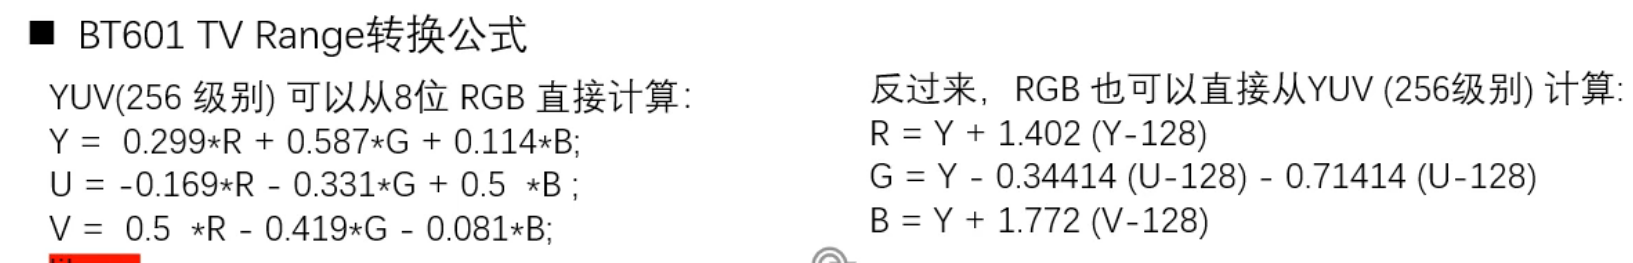 ■ BT601 TV Range转换公式
YUV(256 级别) 可以从8位 RGB 直接计算:
Y = 0.299*R + 0.587*G + 0.114*B;
U = -0.169*R - 0.331*G + 0.5 *B ;
V = 0.5 *R - 0.419*G - 0.081*B;
反过来，RGB 也可以直接从YUV (256级别) 计算:
R = Y + 1.402 (Y-128)
G = Y - 0.34414 (U-128) - 0.71414 (U-128)
B = Y + 1.772 (V-128)